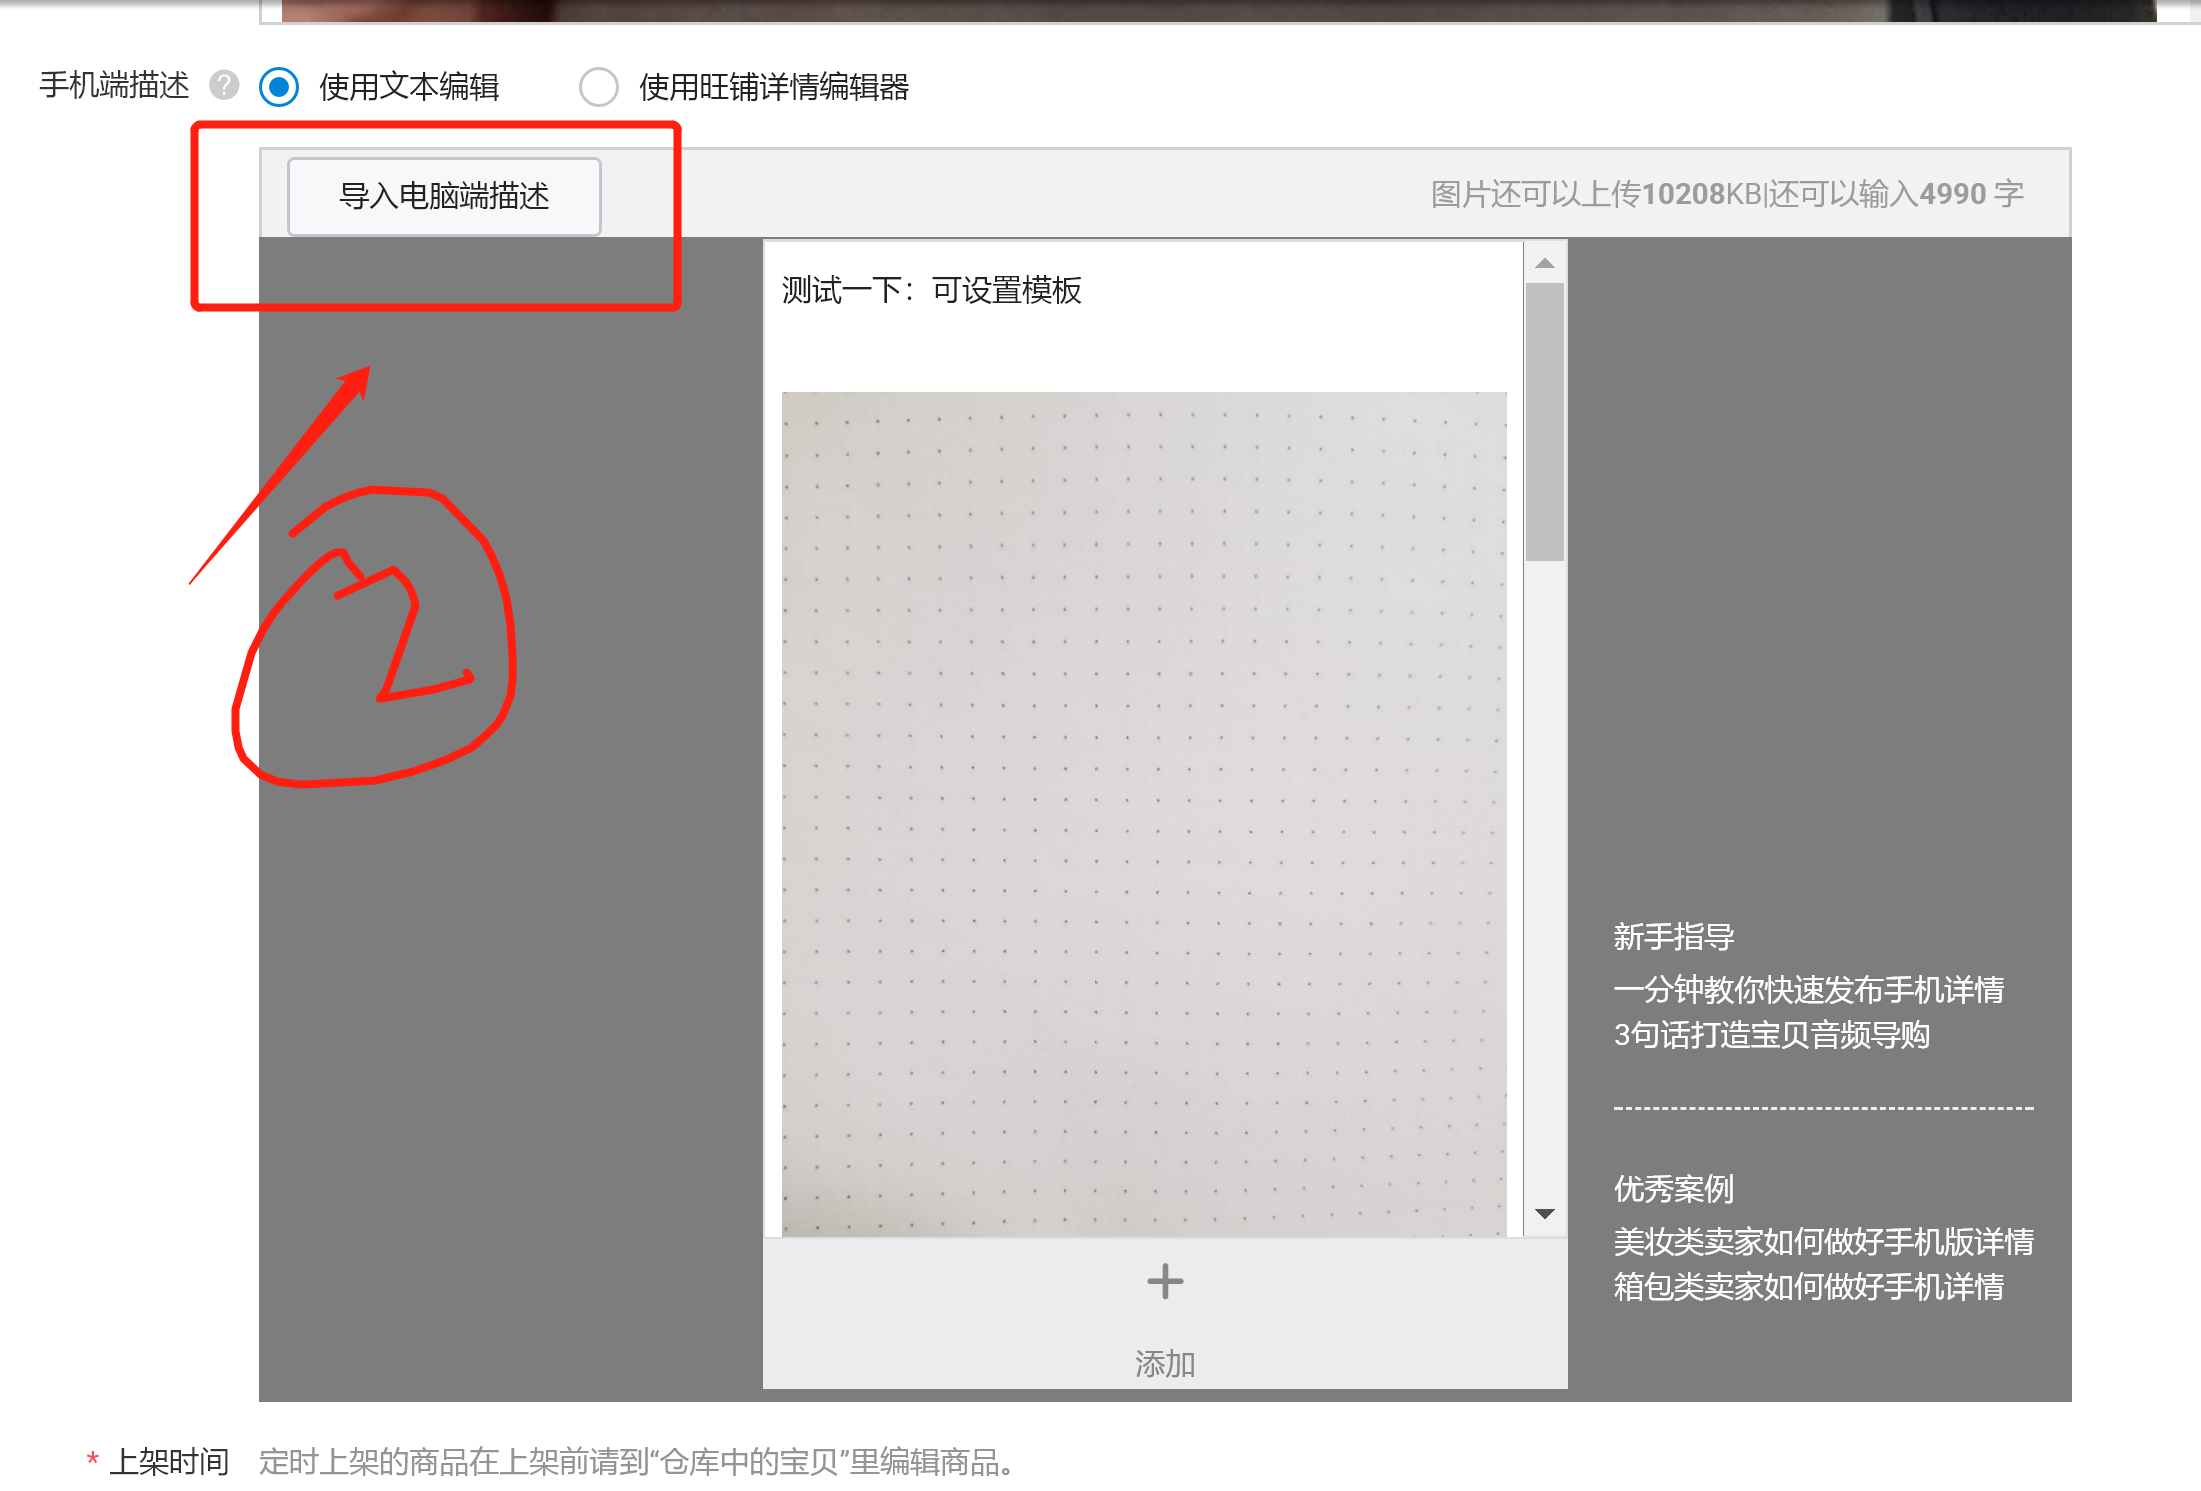 手机端描述 ? 使用文本编辑 使用旺铺详情编辑器
导入电脑端描述 图片还可以上传10208KB|还可以输入4990 字
测试一下：可设置模板
2
新手指导
一分钟教你快速发布手机详情
3句话打造宝贝音频导购
优秀案例
美妆类卖家如何做好手机版详情
箱包类卖家如何做好手机详情
添加
* 上架时间 定时上架的商品在上架前请到“仓库中的宝贝”里编辑商品。